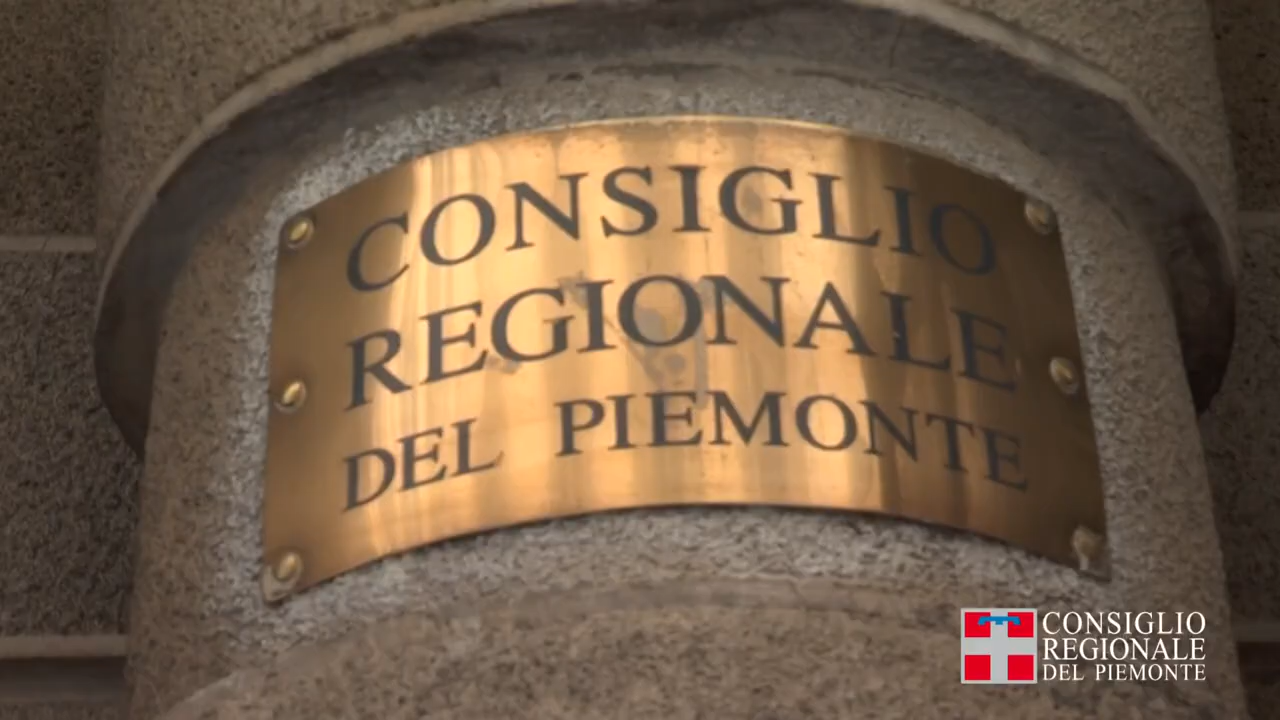 CONSIGLIO
REGIONALE
DEL PIEMONTE
CONSIGLIO
REGIONALE
DEL PIEMONTE